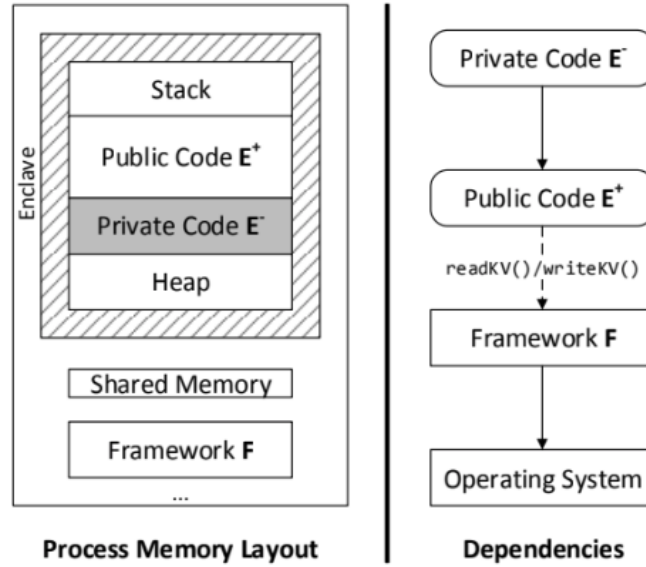 Enclave
Stack
Public Code E⁺
Private Code E⁻
Heap
Shared Memory
Framework F
...
Process Memory Layout
Private Code E⁻
Public Code E⁺
readKV()/writeKV()
Framework F
Operating System
Dependencies